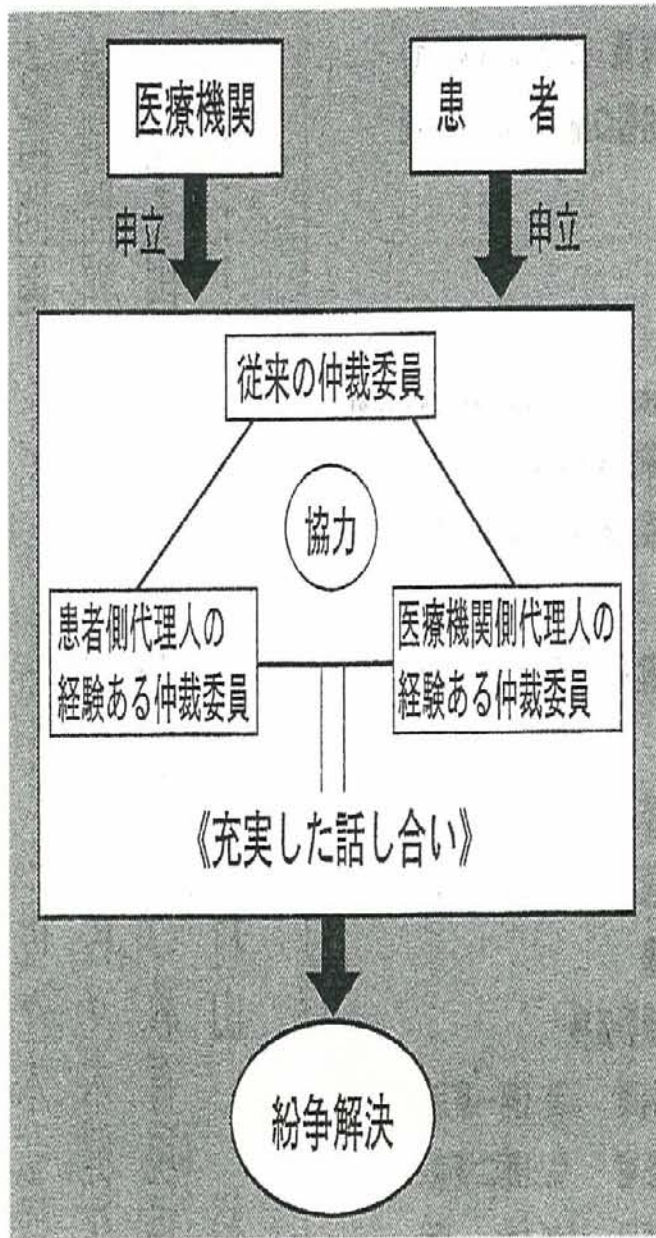 医療機関
患 者
申立
申立
従来の仲裁委員
協力
患者側代理人の
経験ある仲裁委員
医療機関側代理人の
経験ある仲裁委員
《充実した話し合い》
紛争解決